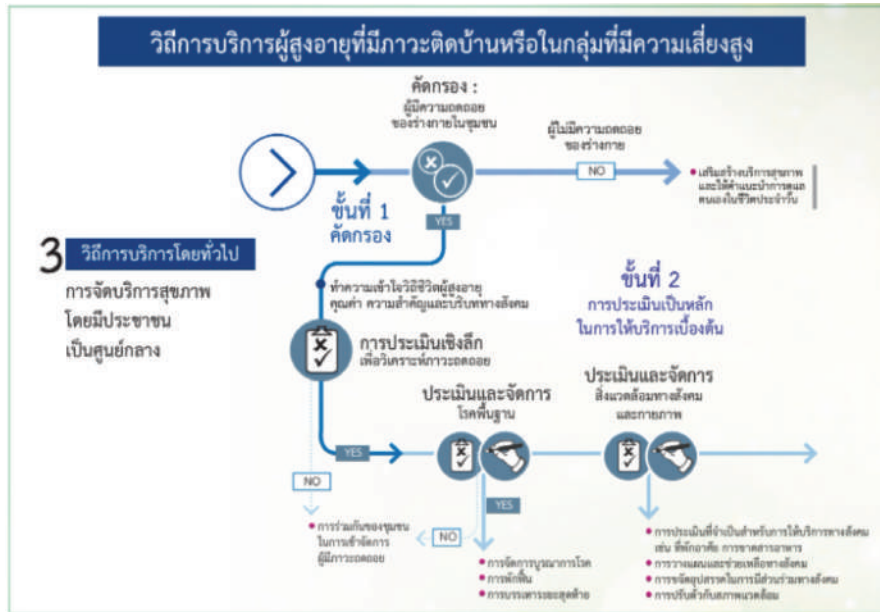 วิถีการบริการผู้สูงอายุที่มีภาวะติดบ้านหรือในกลุ่มที่มีความเสี่ยงสูง
คัดกรอง :
ผู้มีความถดถอย
ของร่างกายในชุมชน
ผู้ไม่มีความถดถอย
ของร่างกาย
NO
• เสริมสร้างบริการสุขภาพ
และให้คำแนะนำการดูแล
ตนเองในชีวิตประจำวัน
ขั้นที่ 1
คัดกรอง
YES
3 วิถีการบริการโดยทั่วไป
การจัดบริการสุขภาพ
โดยมีประชาชน
เป็นศูนย์กลาง
ทำความเข้าใจวิถีชีวิตผู้สูงอายุ
คุณค่า ความสำคัญและบริบททางสังคม
ขั้นที่ 2
การประเมินเป็นหลัก
ในการให้บริการเบื้องต้น
การประเมินเชิงลึก
เพื่อวิเคราะห์ภาวะถดถอย
ประเมินและจัดการ
โรคพื้นฐาน
ประเมินและจัดการ
สิ่งแวดล้อมทางสังคม
และกายภาพ
YES
NO
YES
NO
• การร่วมกันของชุมชน
ในการเข้าจัดการ
ผู้มีภาวะถดถอย
• การจัดการบูรณาการโรค
• การพักฟื้น
• การบรรเทาระยะสุดท้าย
• การประเมินที่จำเป็นสำหรับการให้บริการทางสังคม
เช่น ที่พักอาศัย การขาดสารอาหาร
• การวางแผนและช่วยเหลือทางสังคม
• การขจัดอุปสรรคในการมีส่วนร่วมทางสังคม
• การปรับตัวกับสภาพแวดล้อม